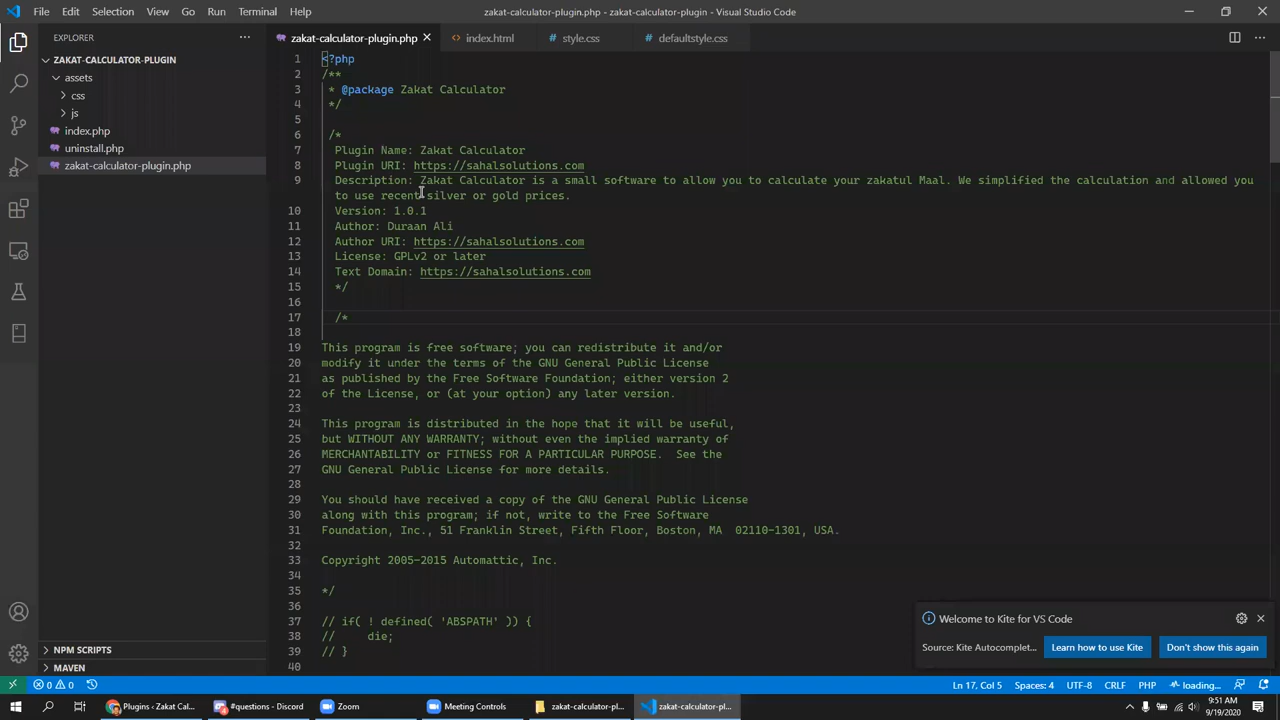 File Edit Selection View Go Run Terminal Help
zakat-calculator-plugin.php - zakat-calculator-plugin - Visual Studio Code
EXPLORER
zakat-calculator-plugin.php
index.html
style.css
defaultstyle.css
ZAKAT-CALCULATOR-PLUGIN
assets
css
js
index.php
uninstall.php
zakat-calculator-plugin.php
NPM SCRIPTS
MAVEN
1 <?php
2 /**
3 * @package Zakat Calculator
4 */
5
6 /*
7 Plugin Name: Zakat Calculator
8 Plugin URI: https://sahalsolutions.com
9 Description: Zakat Calculator is a small software to allow you to calculate your zakatul Maal. We simplified the calculation and allowed you
to use recent silver or gold prices.
10 Version: 1.0.1
11 Author: Duraan Ali
12 Author URI: https://sahalsolutions.com
13 License: GPLv2 or later
14 Text Domain: https://sahalsolutions.com
15 */
16
17 /*
18
19 This program is free software; you can redistribute it and/or
20 modify it under the terms of the GNU General Public License
21 as published by the Free Software Foundation; either version 2
22 of the License, or (at your option) any later version.
23
24 This program is distributed in the hope that it will be useful,
25 but WITHOUT ANY WARRANTY; without even the implied warranty of
26 MERCHANTABILITY or FITNESS FOR A PARTICULAR PURPOSE. See the
27 GNU General Public License for more details.
28
29 You should have received a copy of the GNU General Public License
30 along with this program; if not, write to the Free Software
31 Foundation, Inc., 51 Franklin Street, Fifth Floor, Boston, MA 02110-1301, USA.
32
33 Copyright 2005-2015 Automattic, Inc.
34
35 */
36
37 // if( ! defined( 'ABSPATH' )) {
38 // die;
39 // }
40
Welcome to Kite for VS Code
Source: Kite Autocomplet...
Learn how to use Kite
Don't show this again
0 0
Ln 17, Col 5 Spaces: 4 UTF-8 CRLF PHP loading...
Plugins ‹ Zakat Cal...
#questions - Discord
Zoom
Meeting Controls
zakat-calculator-pl...
zakat-calculator-pl...
9:51 AM
9/19/2020